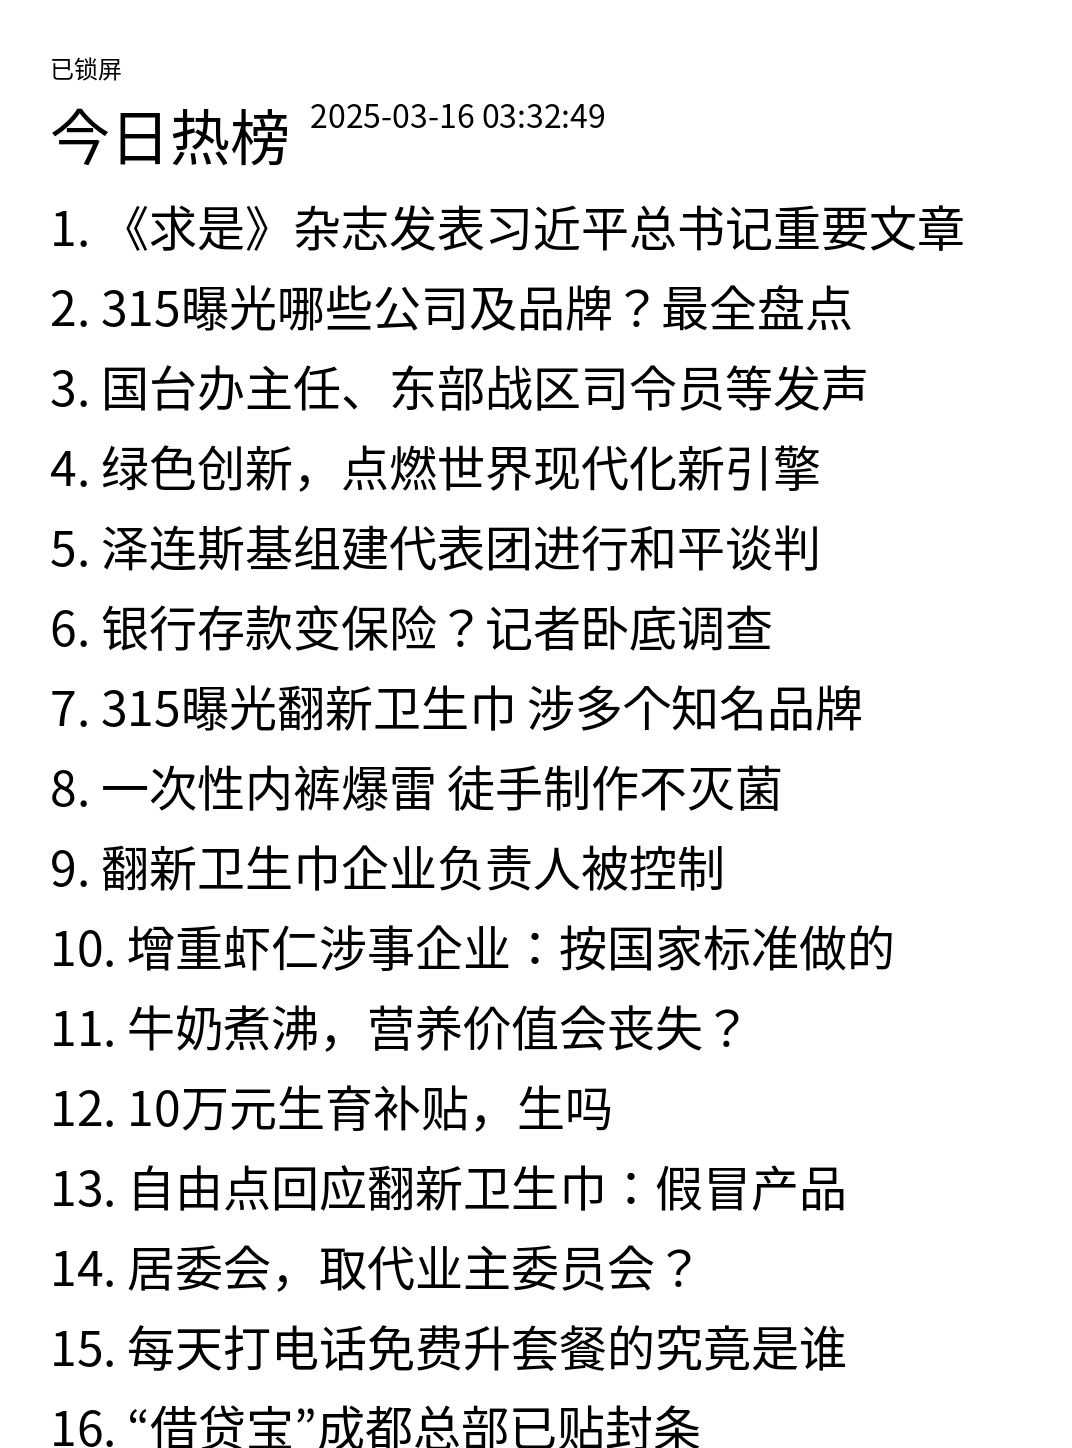 已锁屏
今日热榜 2025-03-16 03:32:49
1. 《求是》杂志发表习近平总书记重要文章
2. 315曝光哪些公司及品牌？最全盘点
3. 国台办主任、东部战区司令员等发声
4. 绿色创新，点燃世界现代化新引擎
5. 泽连斯基组建代表团进行和平谈判
6. 银行存款变保险？记者卧底调查
7. 315曝光翻新卫生巾 涉多个知名品牌
8. 一次性内裤爆雷 徒手制作不灭菌
9. 翻新卫生巾企业负责人被控制
10. 增重虾仁涉事企业：按国家标准做的
11. 牛奶煮沸，营养价值会丧失？
12. 10万元生育补贴，生吗
13. 自由点回应翻新卫生巾：假冒产品
14. 居委会，取代业主委员会？
15. 每天打电话免费升套餐的究竟是谁
16. “借贷宝”成都总部已贴封条